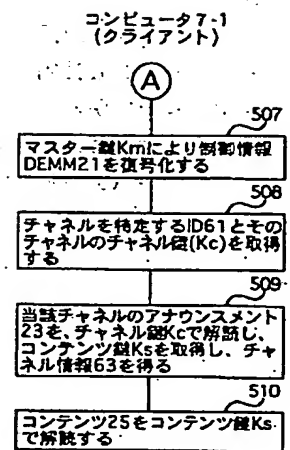 コンピュータ7-1
(クライアント)
A
507
マスター鍵Kmにより制御情報
DEMM21を復号化する
508
チャネルを特定するID61とその
チャネルのチャネル鍵(Kc)を取得
する
509
当該チャネルのアナウンスメント
23を、チャネル鍵Kcで解読し、
コンテンツ鍵Ksを取得し、チャネ
ル情報63を得る
510
コンテンツ25をコンテンツ鍵Ks
で解読する